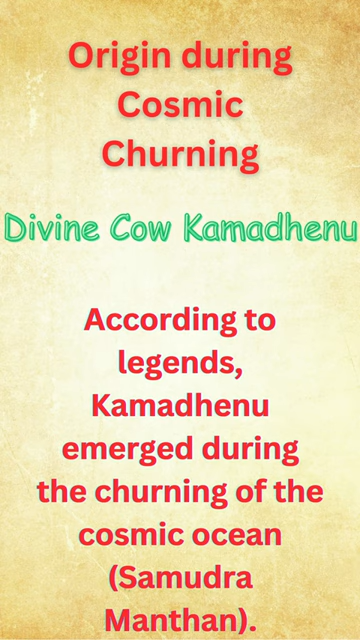 Origin during
Cosmic
Churning
Divine Cow Kamadhenu
According to
legends,
Kamadhenu
emerged during
the churning of the
cosmic ocean
(Samudra
Manthan).